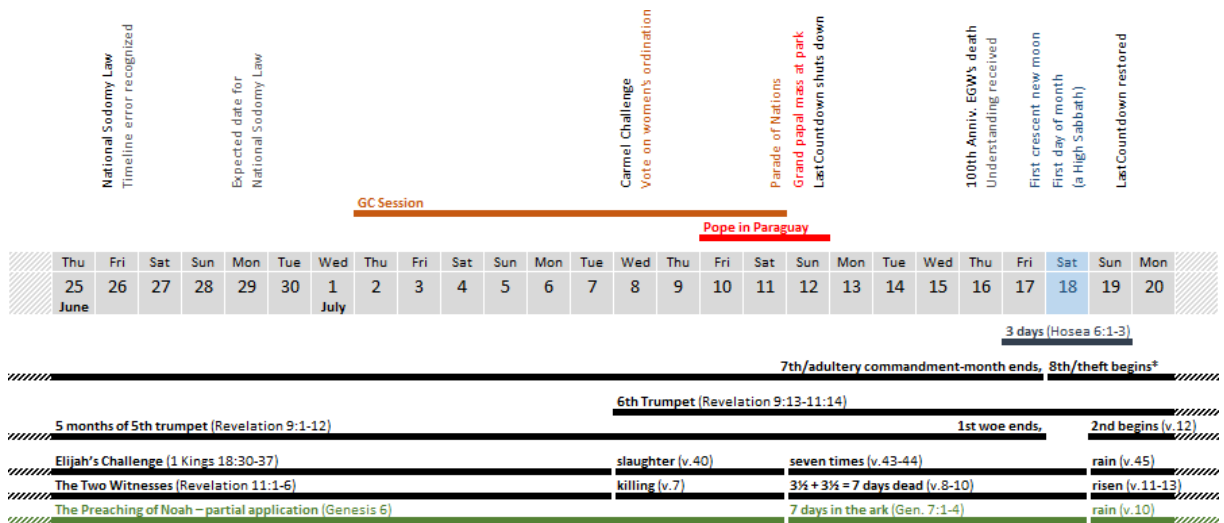 National Sodomy Law
Timeline error recognized
Expected date for
National Sodomy Law
Carmel Challenge
Vote on women's ordination
Parade of Nations
Grand papal mass at park
LastCountdown shuts down
100th Anniv. EGW's death
Understanding received
First crescent new moon
First day of month
(a High Sabbath)
LastCountdown restored
GC Session
Pope in Paraguay
Thu Fri Sat Sun Mon Tue Wed Thu Fri Sat Sun Mon Tue Wed Thu Fri Sat Sun Mon Tue Wed Thu Fri Sat Sun Mon
25 26 27 28 29 30 1 2 3 4 5 6 7 8 9 10 11 12 13 14 15 16 17 18 19 20
June July
3 days (Hosea 6:1-3)
7th/adultery commandment-month ends, 8th/theft begins*
6th Trumpet (Revelation 9:13-11:14)
5 months of 5th trumpet (Revelation 9:1-12) 1st woe ends, 2nd begins (v.12)
Elijah's Challenge (1 Kings 18:30-37) slaughter (v.40) seven times (v.43-44) rain (v.45)
The Two Witnesses (Revelation 11:1-6) killing (v.7) 3½ + 3½ = 7 days dead (v.8-10) risen (v.11-13)
The Preaching of Noah – partial application (Genesis 6) 7 days in the ark (Gen. 7:1-4) rain (v.10)